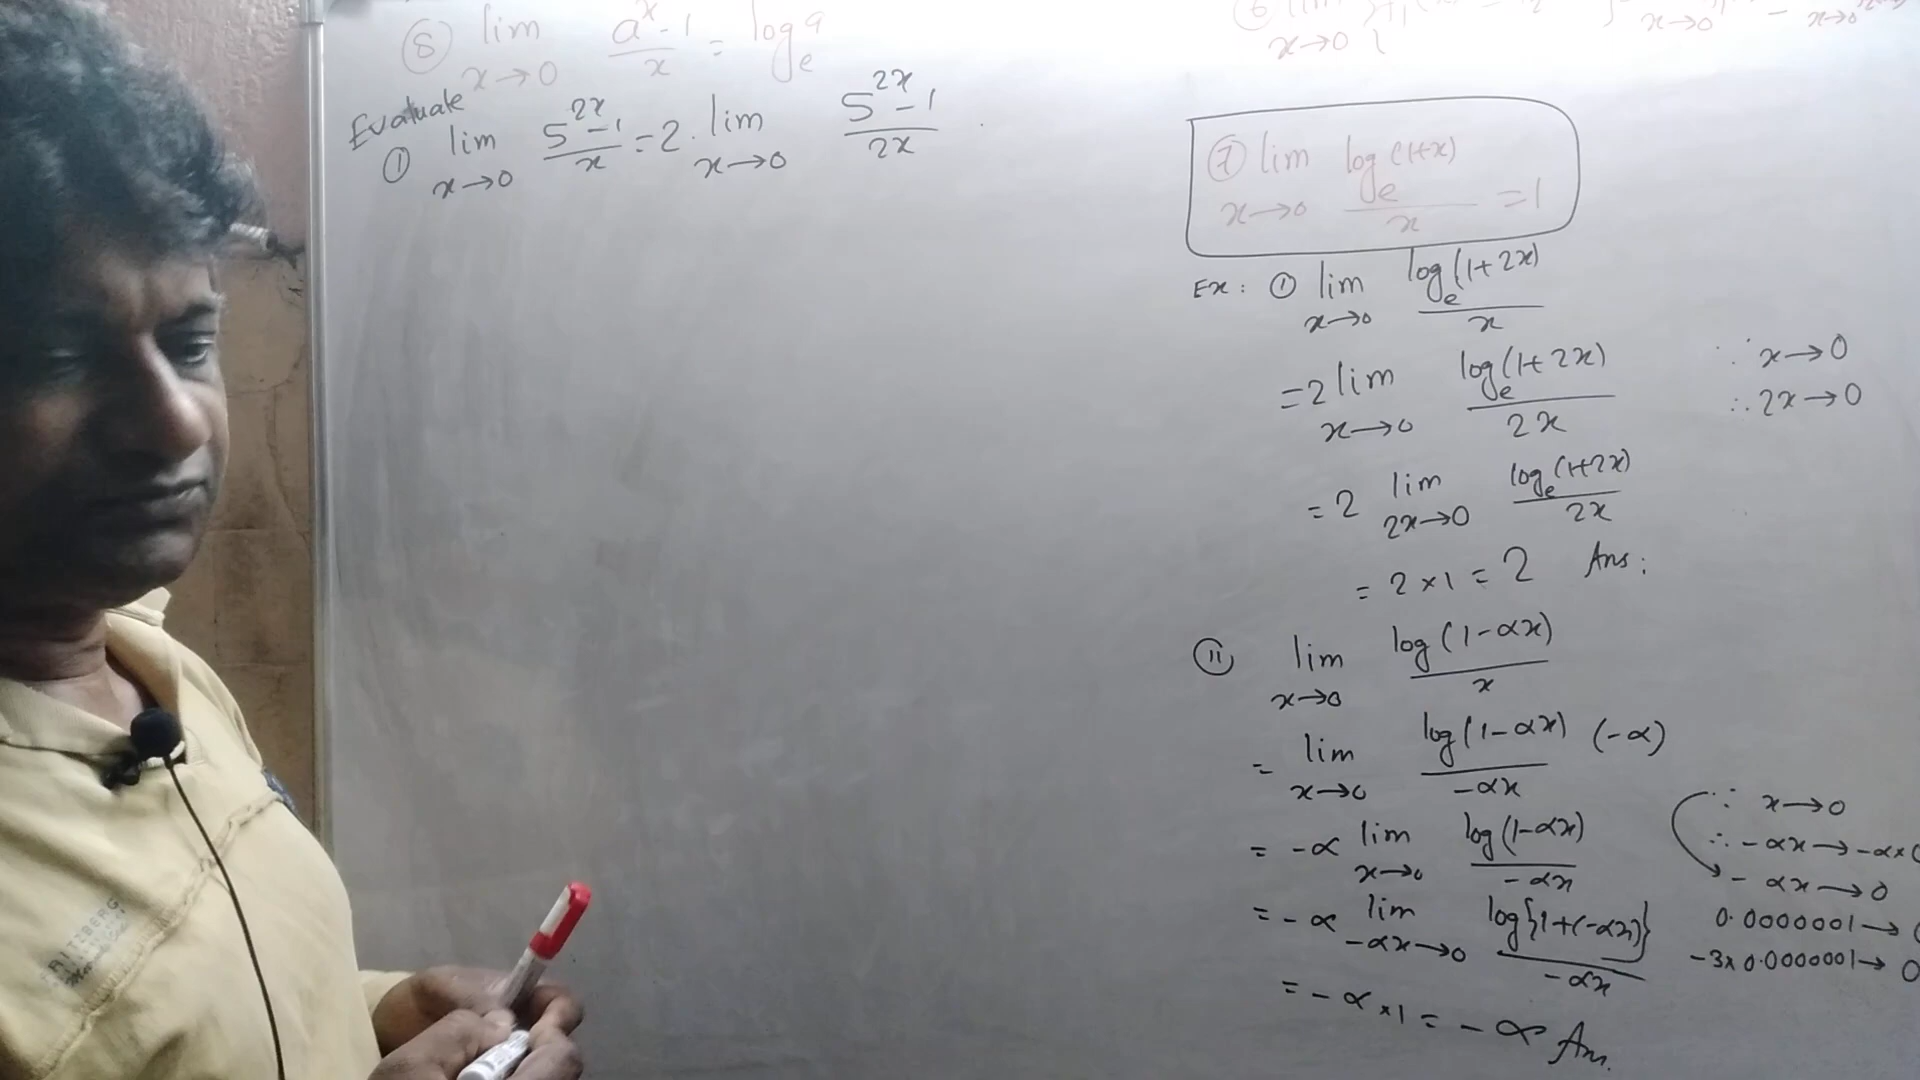 ⑧ lim x→0 a^x-1/x = log_e a
Evaluate
① lim x→0 5^2x-1/x = 2. lim x→0 5^2x-1/2x
⑦ lim x→0 log_e(1+x)/x = 1
Ex: ① lim x→0 log_e(1+2x)/x
= 2 lim x→0 log_e(1+2x)/2x ∵ x→0
∴ 2x→0
= 2 lim 2x→0 log_e(1+2x)/2x
= 2×1 = 2 Ans:
⑪ lim x→0 log(1-αx)/x
= lim x→0 log(1-αx)/-αx (-α)
= -α lim x→0 log(1-αx)/-αx
= -α lim -αx→0 log{1+(-αx)}/-αx
= -α×1 = -α Ans.
∵ x→0
∴ -αx→-α×0
-αx→0
0.0000001→0
-3×0.0000001→0
FRITZBERG